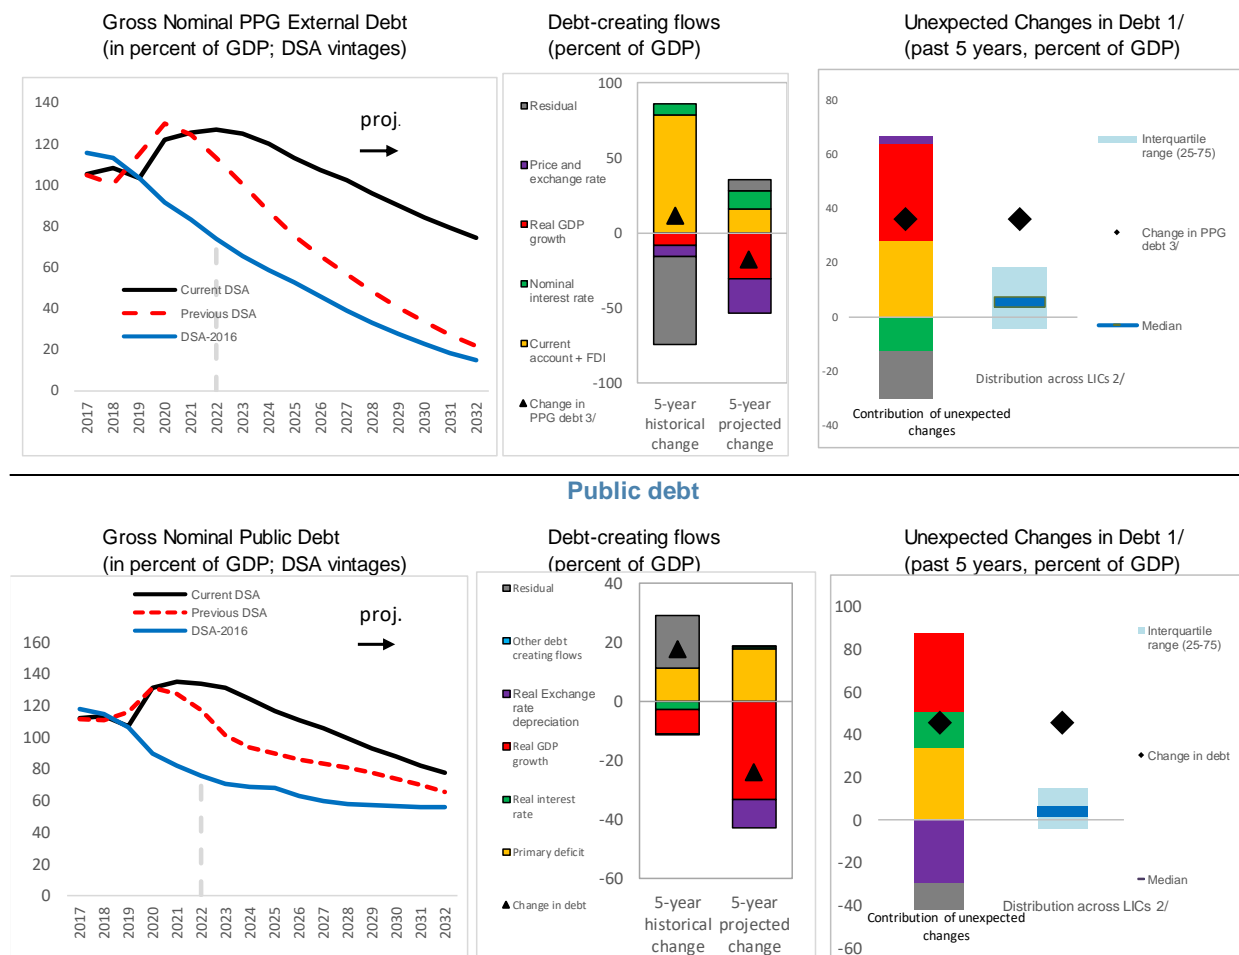 Gross Nominal PPG External Debt
(in percent of GDP; DSA vintages)
140
120
100
80
60
40
20
0
proj.
Current DSA
Previous DSA
DSA-2016
2017
2018
2019
2020
2021
2022
2023
2024
2025
2026
2027
2028
2029
2030
2031
2032
Debt-creating flows
(percent of GDP)
Residual
Price and
exchange rate
Real GDP
growth
Nominal
interest rate
Current
account + FDI
Change in
PPG debt 3/
100
50
0
-50
-100
5-year
historical
change
5-year
projected
change
Unexpected Changes in Debt 1/
(past 5 years, percent of GDP)
80
60
40
20
0
-20
-40
Interquartile
range (25-75)
Change in PPG
debt 3/
Median
Distribution across LICs 2/
Contribution of unexpected
changes
Public debt
Gross Nominal Public Debt
(in percent of GDP; DSA vintages)
Current DSA
Previous DSA
DSA-2016
proj.
160
140
120
100
80
60
40
20
0
2017
2018
2019
2020
2021
2022
2023
2024
2025
2026
2027
2028
2029
2030
2031
2032
Debt-creating flows
(percent of GDP)
Residual
Other debt
creating flows
Real Exchange
rate
depreciation
Real GDP
growth
Real interest
rate
Primary deficit
Change in debt
40
20
0
-20
-40
-60
5-year
historical
change
5-year
projected
change
Unexpected Changes in Debt 1/
(past 5 years, percent of GDP)
100
80
60
40
20
0
-20
-40
-60
Interquartile
range (25-75)
Change in debt
Median
Distribution across LICs 2/
Contribution of unexpected
changes